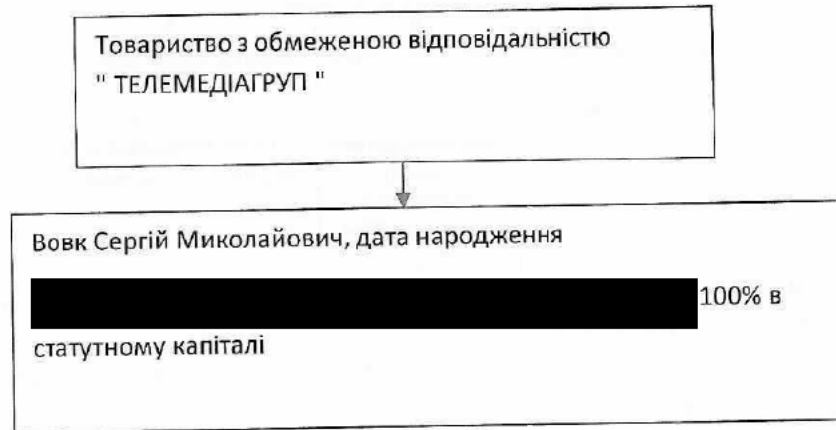 Товариство з обмеженою відповідальністю
" ТЕЛЕМЕДІАГРУП "
Вовк Сергій Миколайович, дата народження
100% в
статутному капіталі